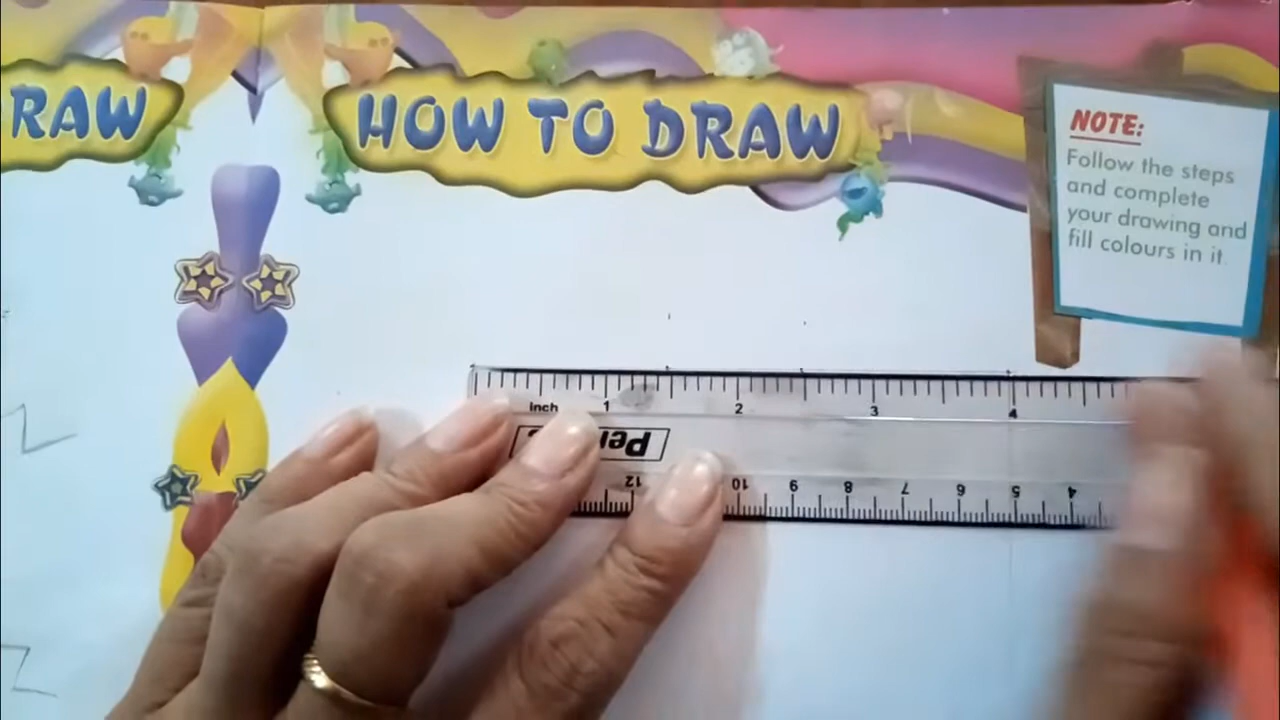 RAW
HOW TO DRAW
NOTE:
Follow the steps
and complete
your drawing and
fill colours in it.
Inch 1 2 3 4
12 10 9 8 7 6 5 4